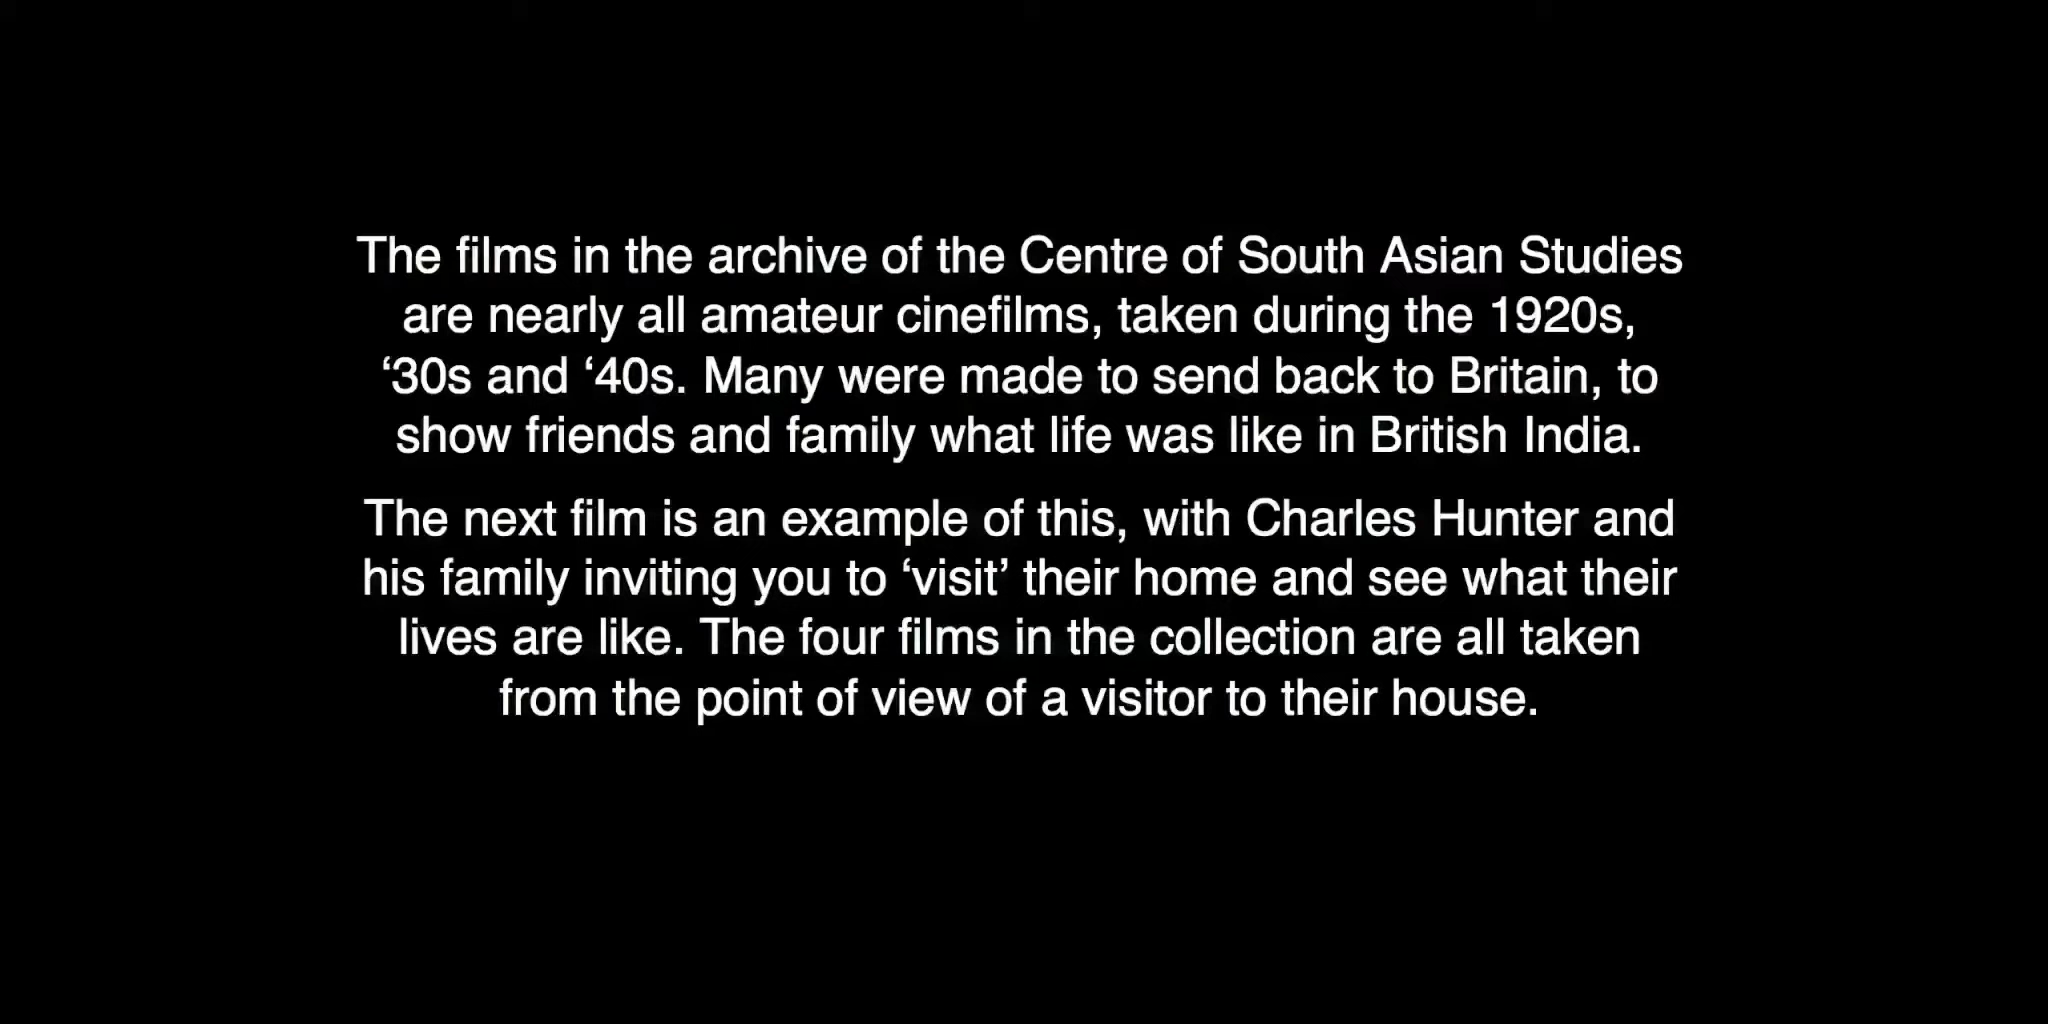 The films in the archive of the Centre of South Asian Studies
are nearly all amateur cinefilms, taken during the 1920s,
‘30s and ‘40s. Many were made to send back to Britain, to
show friends and family what life was like in British India.
The next film is an example of this, with Charles Hunter and
his family inviting you to ‘visit’ their home and see what their
lives are like. The four films in the collection are all taken
from the point of view of a visitor to their house.